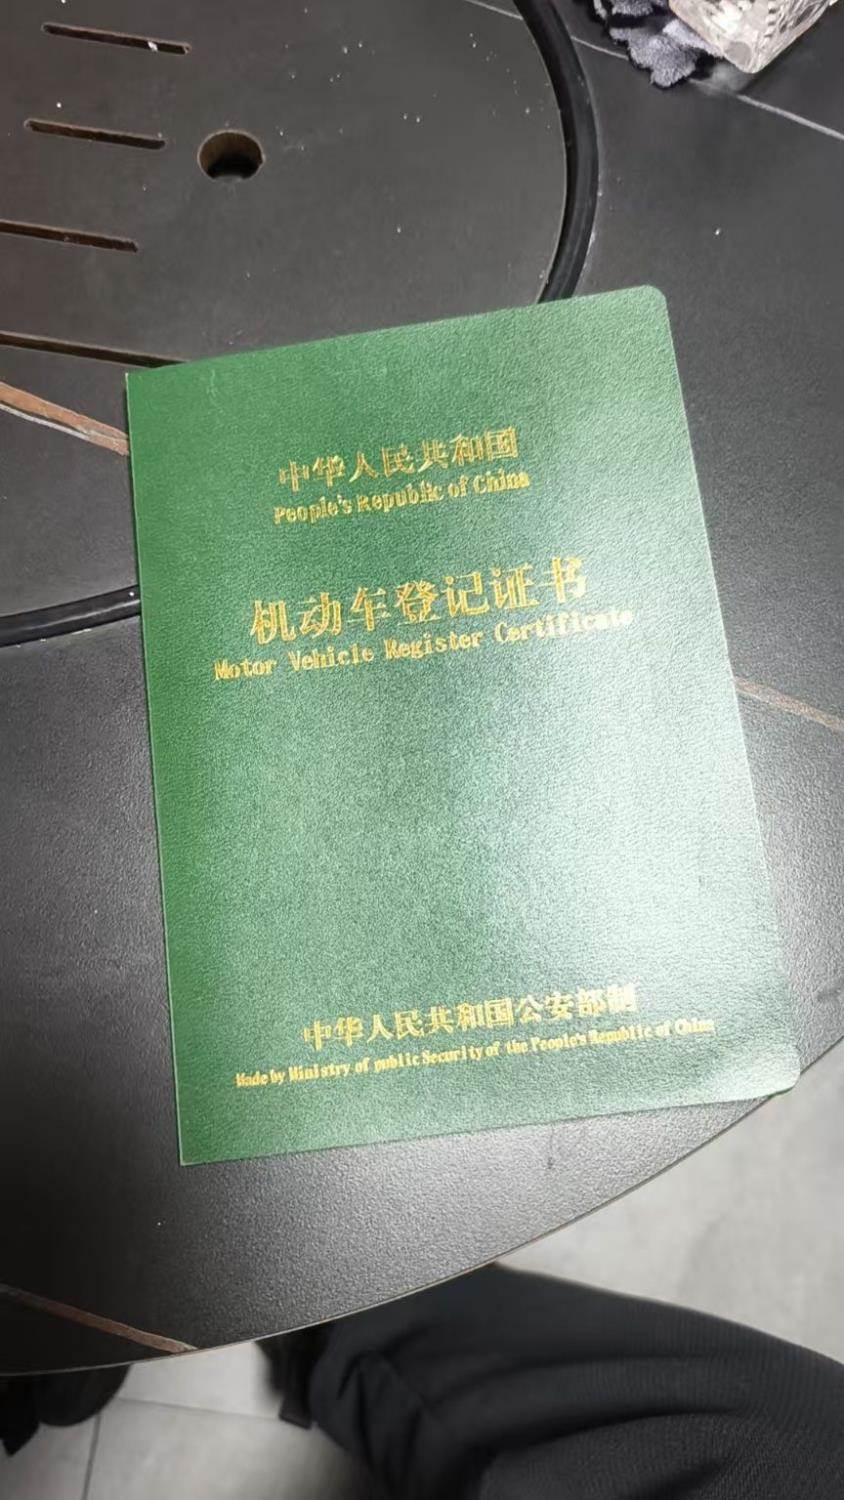 中华人民共和国
People's Republic of China
机动车登记证书
Motor Vehicle Register Certificate
中华人民共和国公安部制
Made by Ministry of public Security of the People's Republic of China